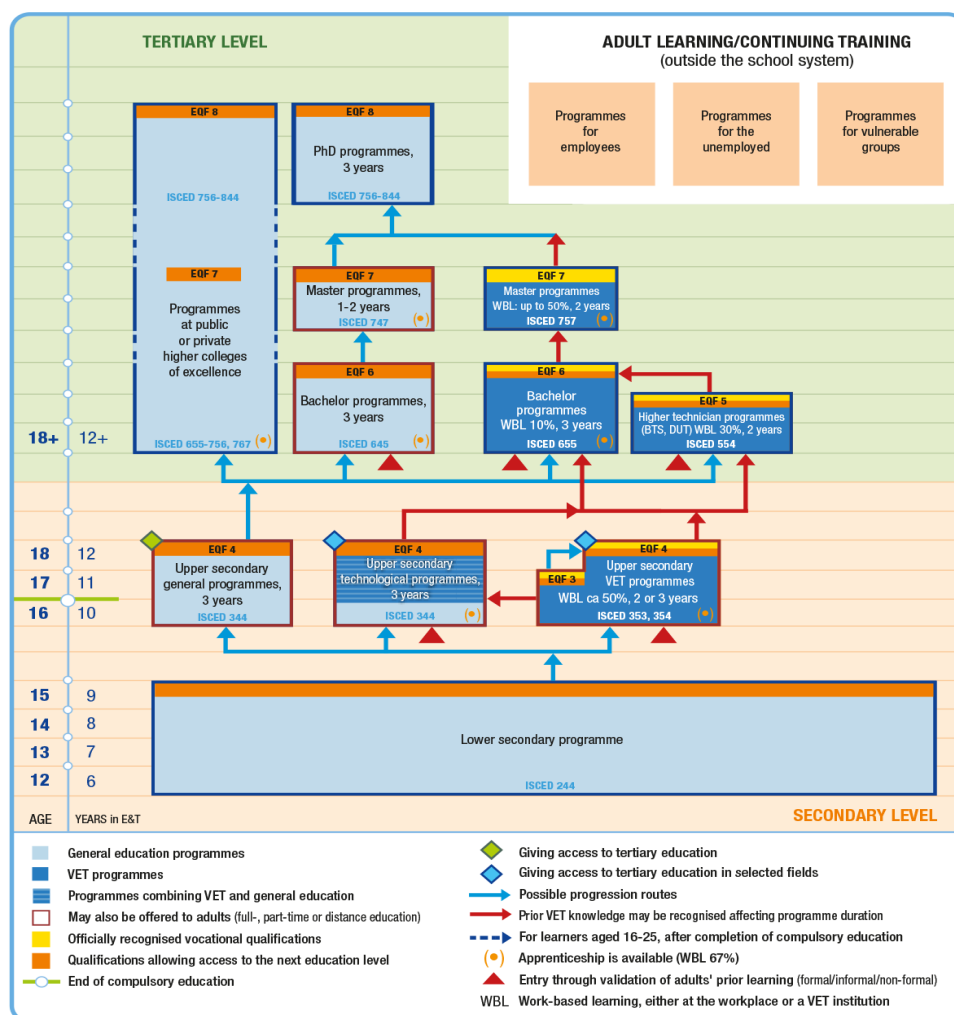 TERTIARY LEVEL
ADULT LEARNING/CONTINUING TRAINING
(outside the school system)
Programmes
for
employees
Programmes
for the
unemployed
Programmes
for vulnerable
groups
EQF 8
ISCED 756-844
EQF 7
Programmes
at public
or private
higher colleges
of excellence
ISCED 655-756, 767
EQF 8
PhD programmes,
3 years
ISCED 756-844
EQF 7
Master programmes,
1-2 years
ISCED 747
EQF 7
Master programmes
WBL: up to 50%, 2 years
ISCED 757
EQF 6
Bachelor programmes,
3 years
ISCED 645
EQF 6
Bachelor
programmes
WBL 10%, 3 years
ISCED 655
EQF 5
Higher technician programmes
(BTS, DUT) WBL 30%, 2 years
ISCED 554
18+ 12+
18 12
17 11
16 10
EQF 4
Upper secondary
general programmes,
3 years
ISCED 344
EQF 4
Upper secondary
technological programmes,
3 years
ISCED 344
EQF 3
EQF 4
Upper secondary
VET programmes
WBL ca 50%, 2 or 3 years
ISCED 353, 354
15 9
14 8
13 7
12 6
Lower secondary programme
ISCED 244
AGE YEARS in E&T
SECONDARY LEVEL
General education programmes
VET programmes
Programmes combining VET and general education
May also be offered to adults (full-, part-time or distance education)
Officially recognised vocational qualifications
Qualifications allowing access to the next education level
End of compulsory education
Giving access to tertiary education
Giving access to tertiary education in selected fields
Possible progression routes
Prior VET knowledge may be recognised affecting programme duration
For learners aged 16-25, after completion of compulsory education
Apprenticeship is available (WBL 67%)
Entry through validation of adults' prior learning (formal/informal/non-formal)
WBL Work-based learning, either at the workplace or a VET institution